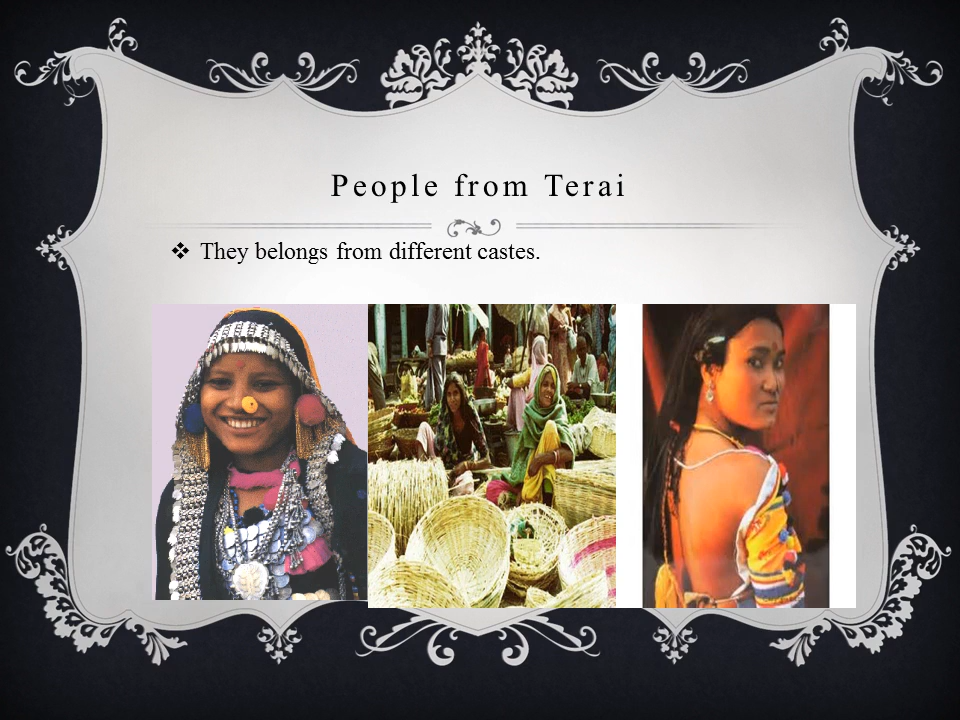 People from Terai
❖ They belongs from different castes.